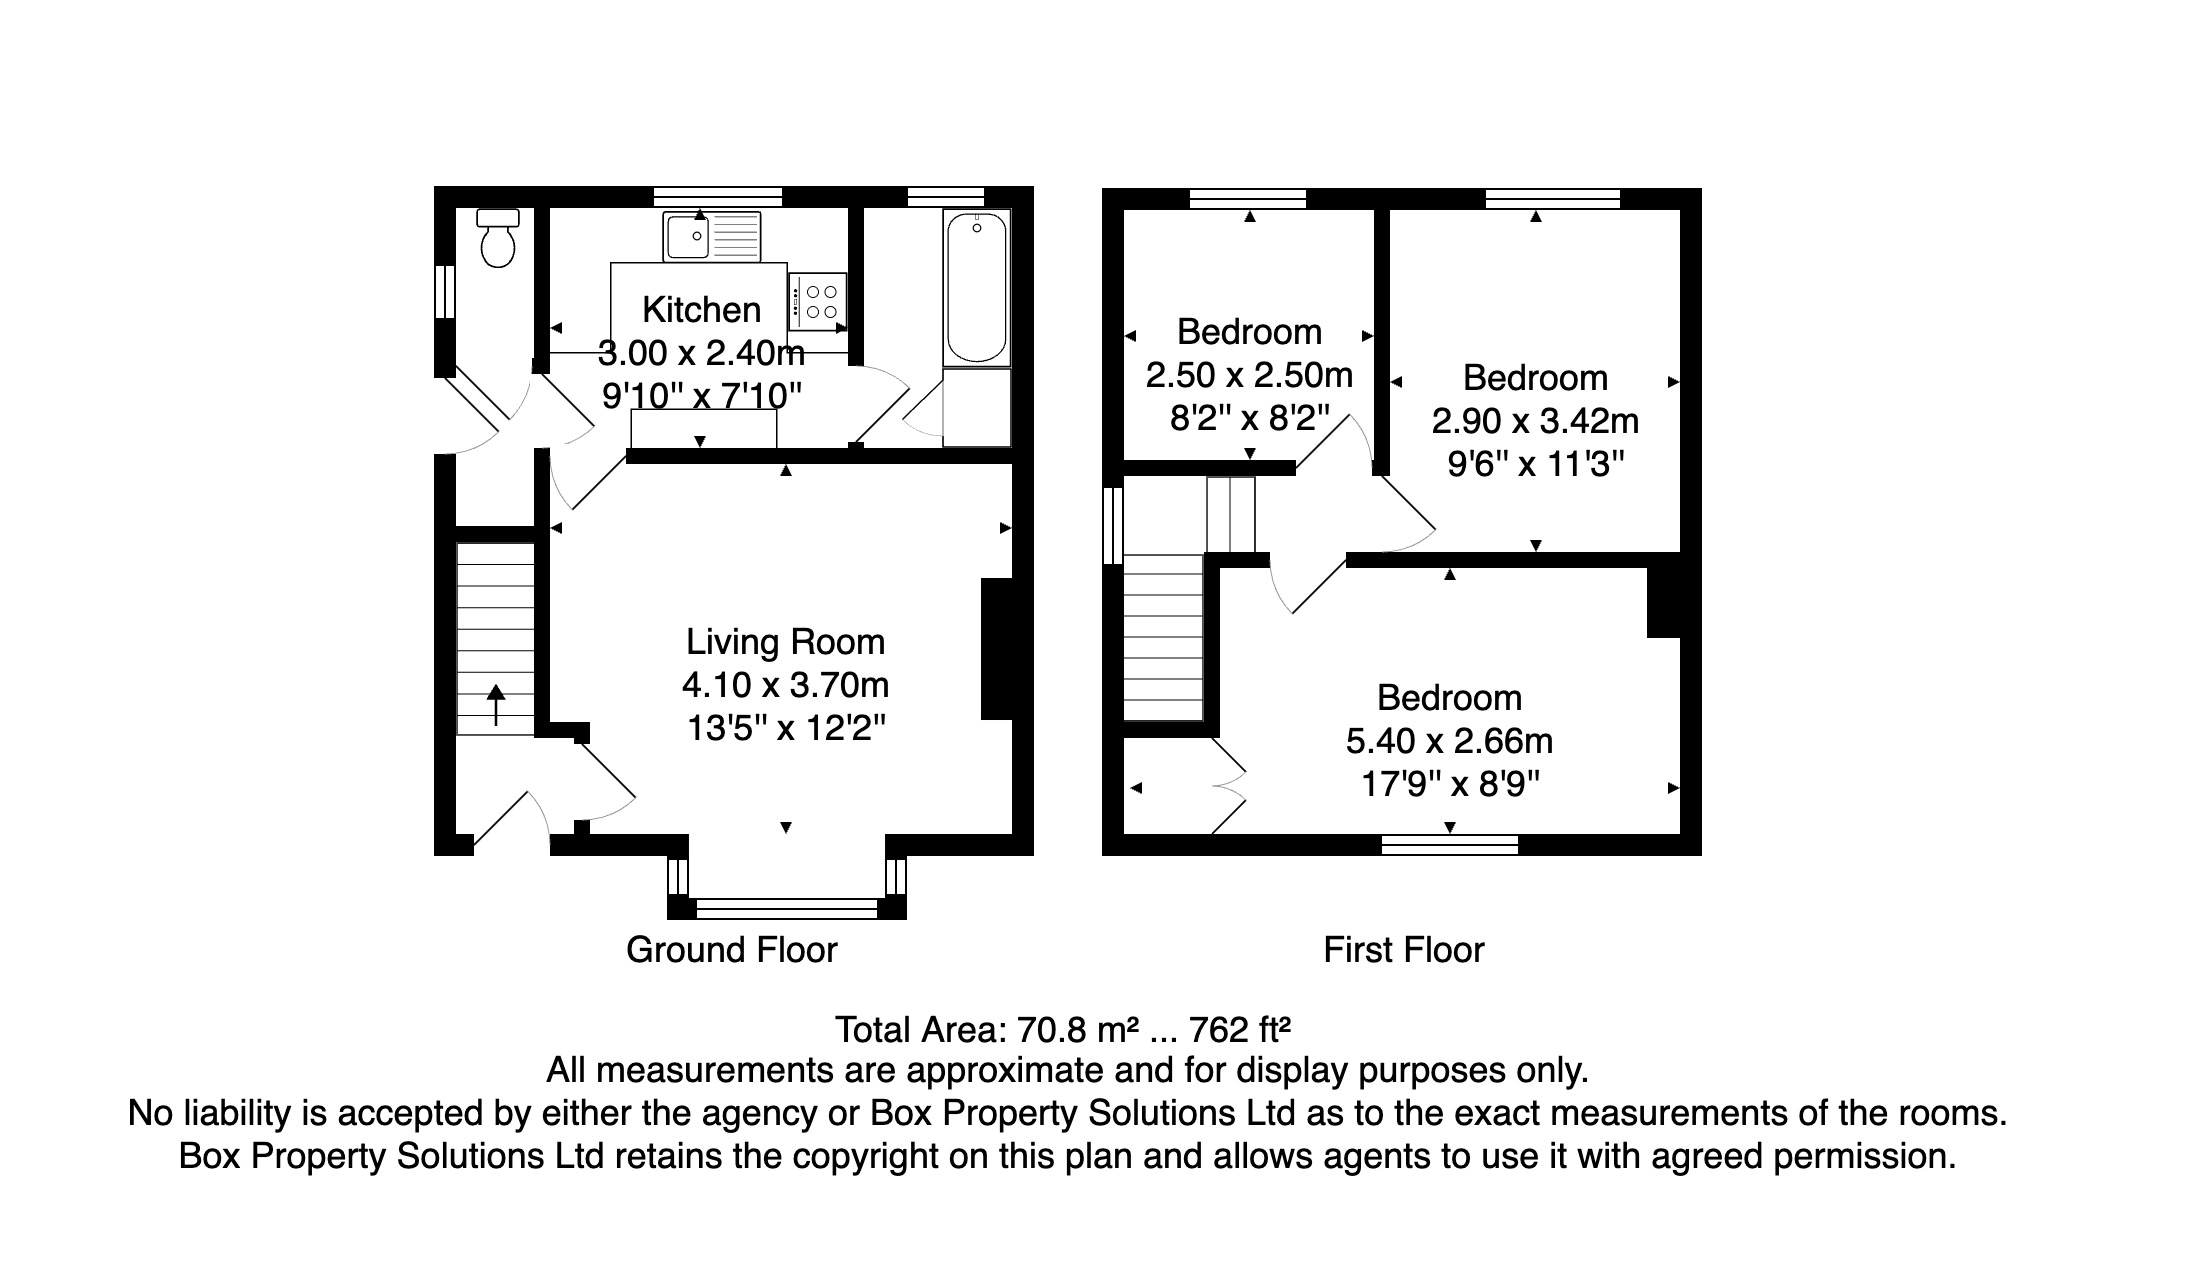 Kitchen
3.00 x 2.40m
9'10" x 7'10"
Living Room
4.10 x 3.70m
13'5" x 12'2"
Ground Floor
Bedroom
2.50 x 2.50m
8'2" x 8'2"
Bedroom
2.90 x 3.42m
9'6" x 11'3"
Bedroom
5.40 x 2.66m
17'9" x 8'9"
First Floor
Total Area: 70.8 m² ... 762 ft²
All measurements are approximate and for display purposes only.
No liability is accepted by either the agency or Box Property Solutions Ltd as to the exact measurements of the rooms.
Box Property Solutions Ltd retains the copyright on this plan and allows agents to use it with agreed permission.